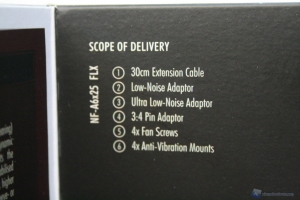 SCOPE OF DELIVERY
NF-A6x25 FLX
1 30cm Extension Cable
2 Low-Noise Adaptor
3 Ultra Low-Noise Adaptor
4 3:4 Pin Adaptor
5 4x Fan Screws
6 4x Anti-Vibration Mounts